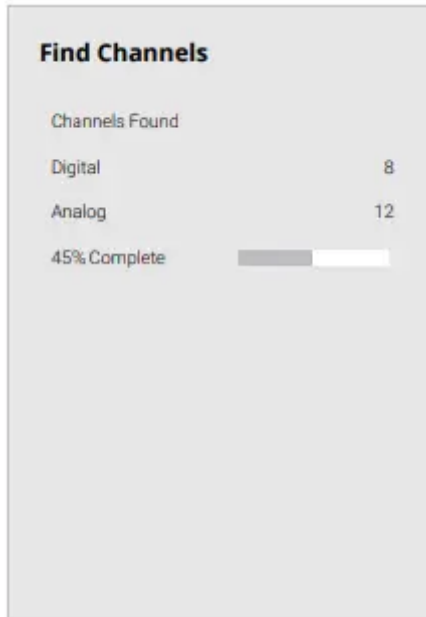 Find Channels
Channels Found
Digital 8
Analog 12
45% Complete